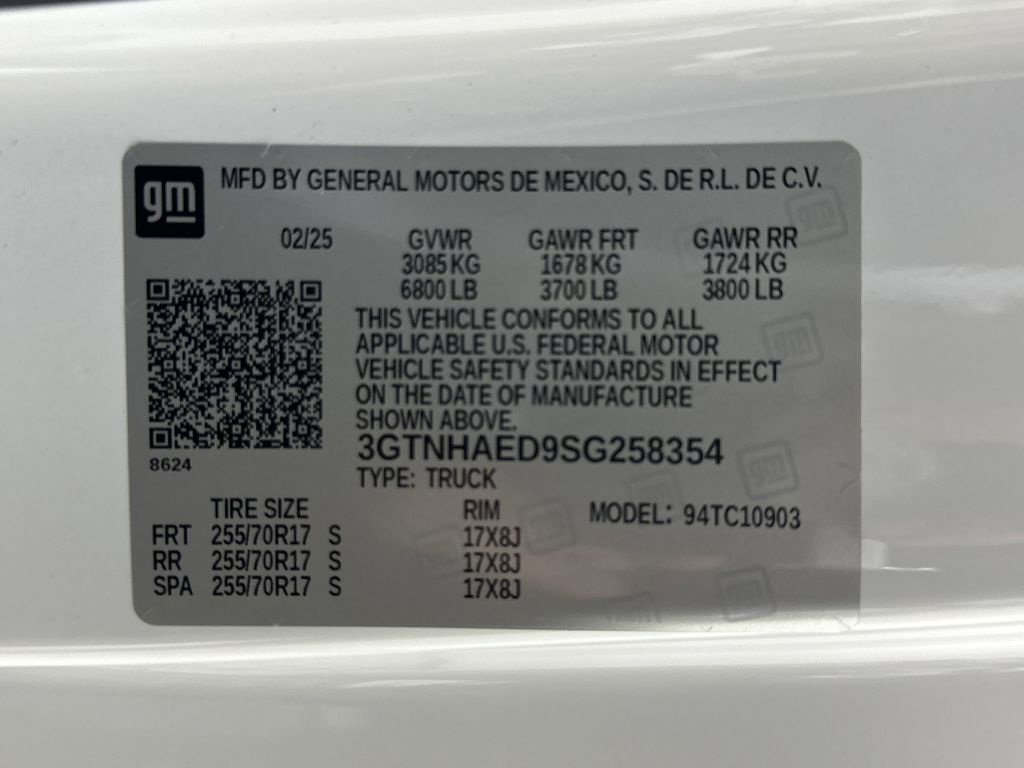 gm MFD BY GENERAL MOTORS DE MEXICO, S. DE R.L. DE C.V.
02/25 GVWR GAWR FRT GAWR RR
3085 KG 1678 KG 1724 KG
6800 LB 3700 LB 3800 LB
THIS VEHICLE CONFORMS TO ALL
APPLICABLE U.S. FEDERAL MOTOR
VEHICLE SAFETY STANDARDS IN EFFECT
ON THE DATE OF MANUFACTURE
SHOWN ABOVE.
3GTNHAED9SG258354
8624
TYPE: TRUCK
TIRE SIZE RIM MODEL: 94TC10903
FRT 255/70R17 S 17X8J
RR 255/70R17 S 17X8J
SPA 255/70R17 S 17X8J